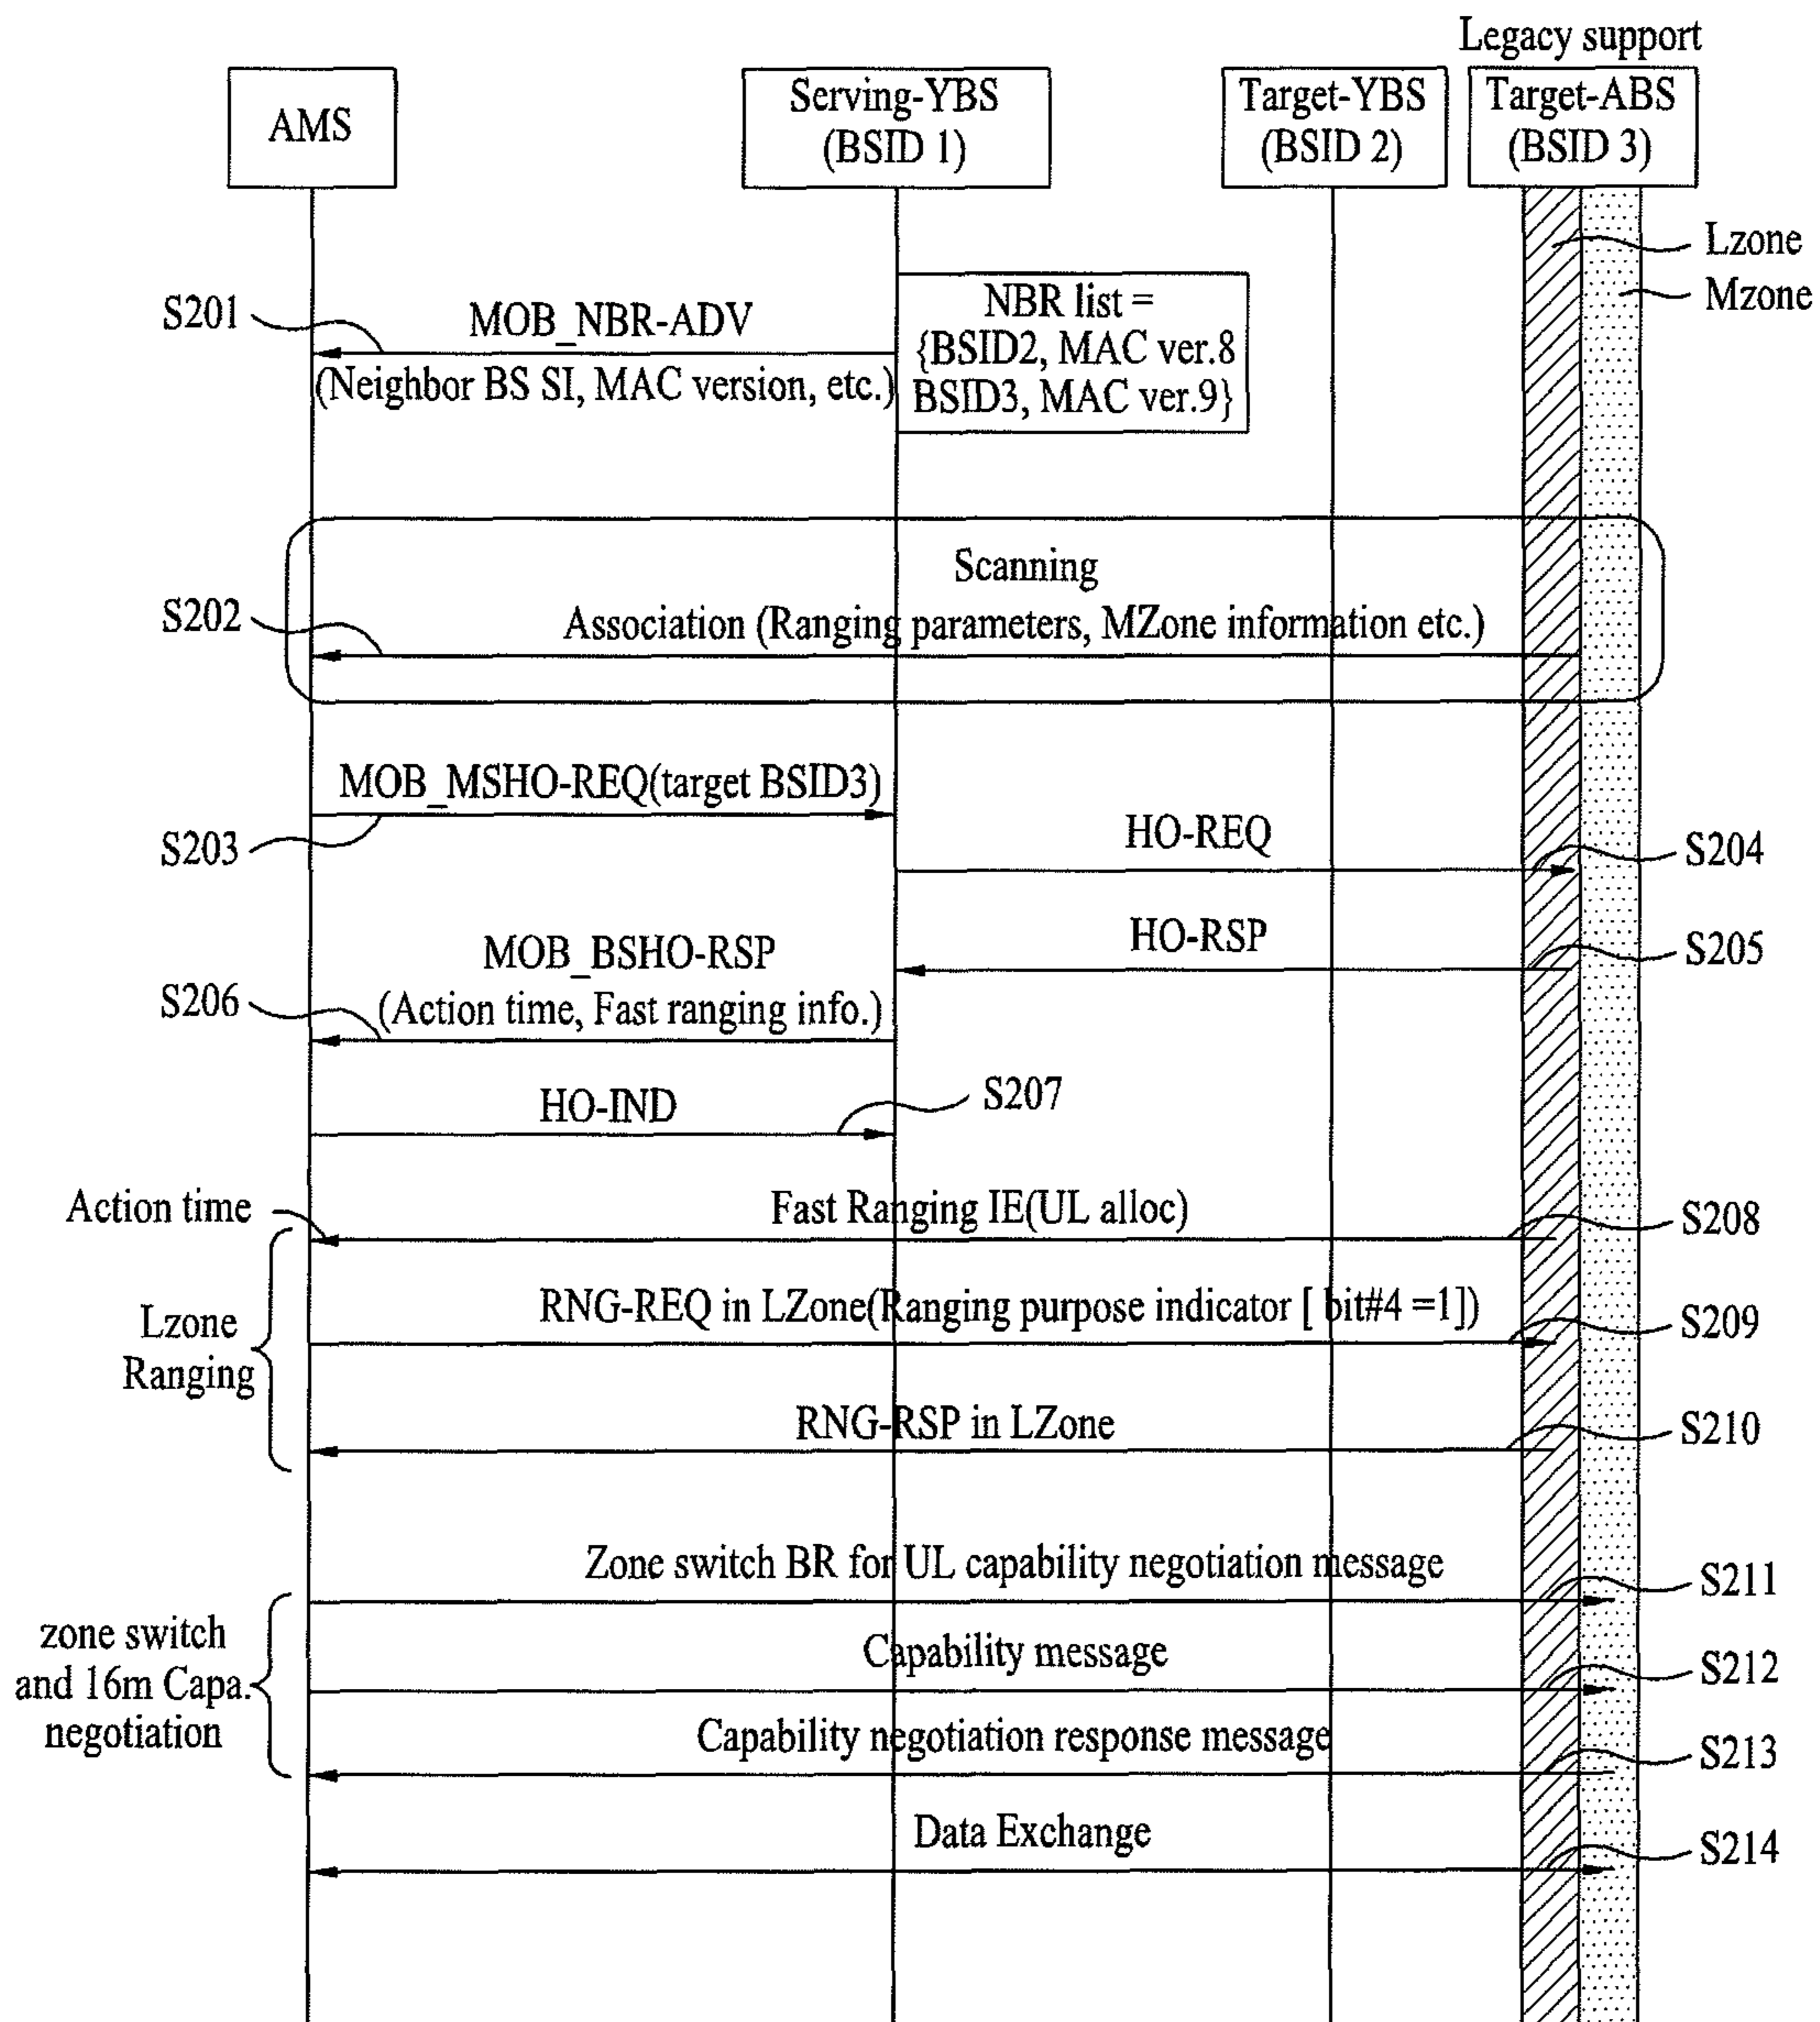 Legacy support
AMS
Serving-YBS
(BSID 1)
Target-YBS
(BSID 2)
Target-ABS
(BSID 3)
Lzone
Mzone
S201
MOB_NBR-ADV
(Neighbor BS SI, MAC version, etc.)
NBR list =
{BSID2, MAC ver.8
BSID3, MAC ver.9}
Scanning
S202
Association (Ranging parameters, MZone information etc.)
MOB_MSHO-REQ(target BSID3)
S203
HO-REQ
S204
HO-RSP
S205
MOB_BSHO-RSP
S206
(Action time, Fast ranging info.)
HO-IND
S207
Action time
Fast Ranging IE(UL alloc)
S208
Lzone
Ranging
RNG-REQ in LZone(Ranging purpose indicator [ bit#4 =1])
S209
RNG-RSP in LZone
S210
Zone switch BR for UL capability negotiation message
S211
zone switch
and 16m Capa.
negotiation
Capability message
S212
Capability negotiation response message
S213
Data Exchange
S214